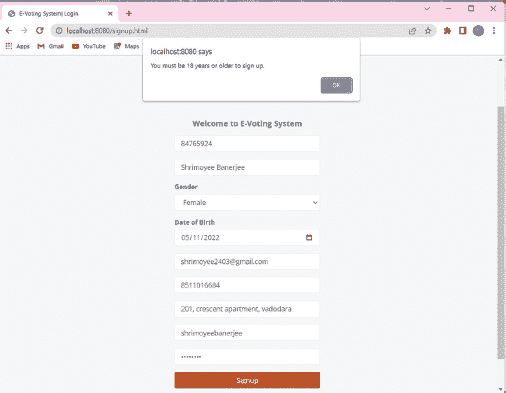 E-Voting System| Login
localhost:8080/signup.html
Apps
Gmail
YouTube
Maps
localhost:8080 says
You must be 18 years or older to sign up.
OK
Welcome to E-Voting System
84765924
Shrimoyee Banerjee
Gender
Female
Date of Birth
05/11/2022
shrimoyee2403@gmail.com
8511016684
201, crescent apartment, vadodara
shrimoyeebanerjee
••••••••
Signup